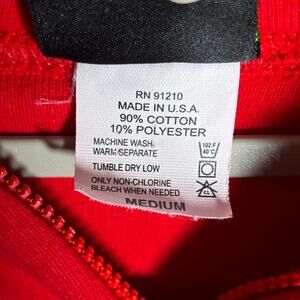 RN 91210
MADE IN U.S.A.
90% COTTON
10% POLYESTER
MACHINE WASH
WARM SEPARATE
102 F
40°C
TUMBLE DRY LOW
ONLY NON-CHLORINE
BLEACH WHEN NEEDED
CL
MEDIUM